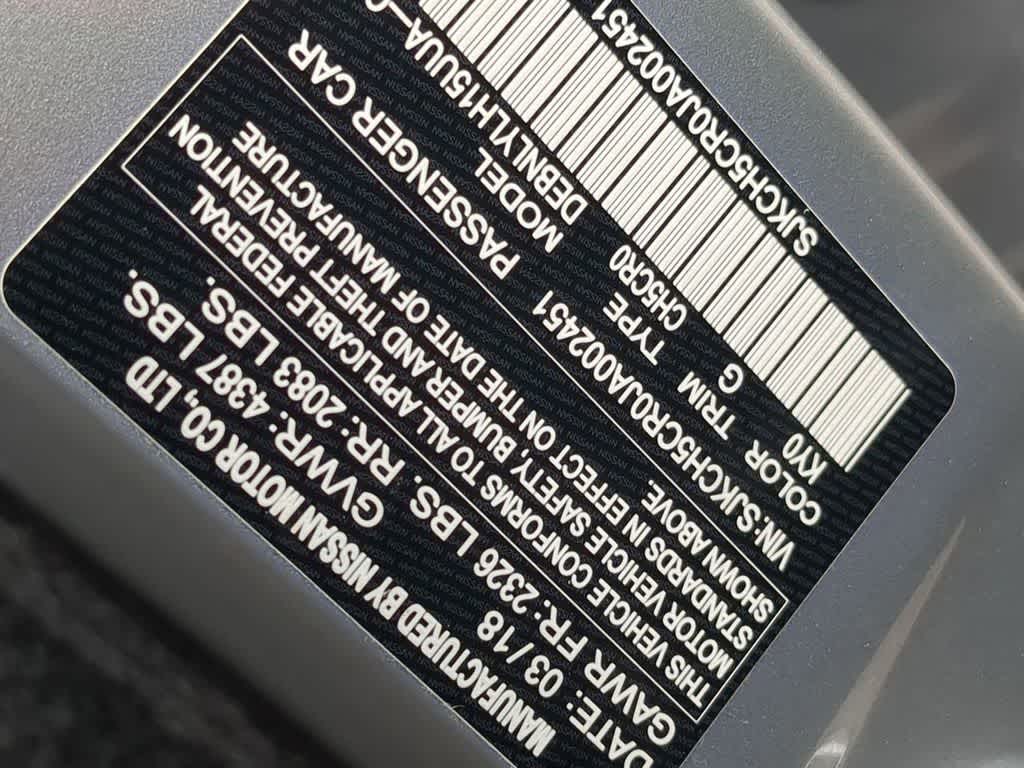 MANUFACTURED BY NISSAN MOTOR CO., LTD
DATE: 03 / 18 GVWR: 4387 LBS.
GAWR FR: 2326 LBS. RR: 2083 LBS.
THIS VEHICLE CONFORMS TO ALL APPLICABLE FEDERAL
MOTOR VEHICLE SAFETY, BUMPER AND THEFT PREVENTION
STANDARDS IN EFFECT ON THE DATE OF MANUFACTURE
SHOWN ABOVE.
VIN: SJKCH5CR0JA002451 PASSENGER CAR
COLOR TRIM TYPE MODEL
KY0 G CH5CR0 DEBNLYLH15UUA-C
SJKCH5CR0JA002451